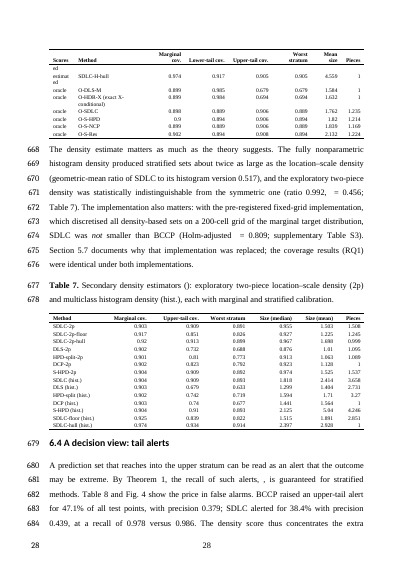 Scores Method Marginal cov. Lower-tail cov. Upper-tail cov. Worst stratum Mean size Pieces
ed
estimated SDLC-H-hull 0.974 0.917 0.905 0.905 4.559 1
oracle O-DLS-M 0.899 0.985 0.679 0.679 1.584 1
oracle O-HDR-X (exact X-conditional) 0.899 0.984 0.694 0.694 1.632 1
oracle O-SDLC 0.898 0.889 0.906 0.889 1.762 1.235
oracle O-S-HPD 0.9 0.894 0.906 0.894 1.82 1.214
oracle O-S-NCP 0.899 0.889 0.906 0.889 1.839 1.169
oracle O-S-Res 0.902 0.894 0.908 0.894 2.132 1.224
668 The density estimate matters as much as the theory suggests. The fully nonparametric
669 histogram density produced stratified sets about twice as large as the location–scale density
670 (geometric-mean ratio of SDLC to its histogram version 0.517), and the exploratory two-piece
671 density was statistically indistinguishable from the symmetric one (ratio 0.992, = 0.456;
672 Table 7). The implementation also matters: with the pre-registered fixed-grid implementation,
673 which discretised all density-based sets on a 200-cell grid of the marginal target distribution,
674 SDLC was not smaller than BCCP (Holm-adjusted = 0.809; supplementary Table S3).
675 Section 5.7 documents why that implementation was replaced; the coverage results (RQ1)
676 were identical under both implementations.
677 Table 7. Secondary density estimators (): exploratory two-piece location–scale density (2p)
678 and multiclass histogram density (hist.), each with marginal and stratified calibration.
Method Marginal cov. Upper-tail cov. Worst stratum Size (median) Size (mean) Pieces
SDLC-2p 0.903 0.909 0.891 0.955 1.503 1.508
SDLC-2p-floor 0.917 0.851 0.826 0.927 1.225 1.245
SDLC-2p-hull 0.92 0.913 0.899 0.967 1.698 0.999
DLS-2p 0.902 0.732 0.688 0.876 1.01 1.095
HPD-split-2p 0.901 0.81 0.773 0.913 1.063 1.089
DCP-2p 0.902 0.823 0.792 0.923 1.128 1
S-HPD-2p 0.904 0.909 0.892 0.974 1.525 1.537
SDLC (hist.) 0.904 0.909 0.893 1.818 2.414 3.658
DLS (hist.) 0.903 0.679 0.633 1.299 1.404 2.731
HPD-split (hist.) 0.902 0.742 0.719 1.594 1.71 3.27
DCP (hist.) 0.903 0.74 0.677 1.441 1.564 1
S-HPD (hist.) 0.904 0.91 0.893 2.125 5.04 4.246
SDLC-floor (hist.) 0.925 0.839 0.822 1.515 1.891 2.851
SDLC-hull (hist.) 0.974 0.934 0.914 2.397 2.928 1
679 6.4 A decision view: tail alerts
680 A prediction set that reaches into the upper stratum can be read as an alert that the outcome
681 may be extreme. By Theorem 1, the recall of such alerts, , is guaranteed for stratified
682 methods. Table 8 and Fig. 4 show the price in false alarms. BCCP raised an upper-tail alert
683 for 47.1% of all test points, with precision 0.379; SDLC alerted for 38.4% with precision
684 0.439, at a recall of 0.978 versus 0.986. The density score thus concentrates the extra
28 28